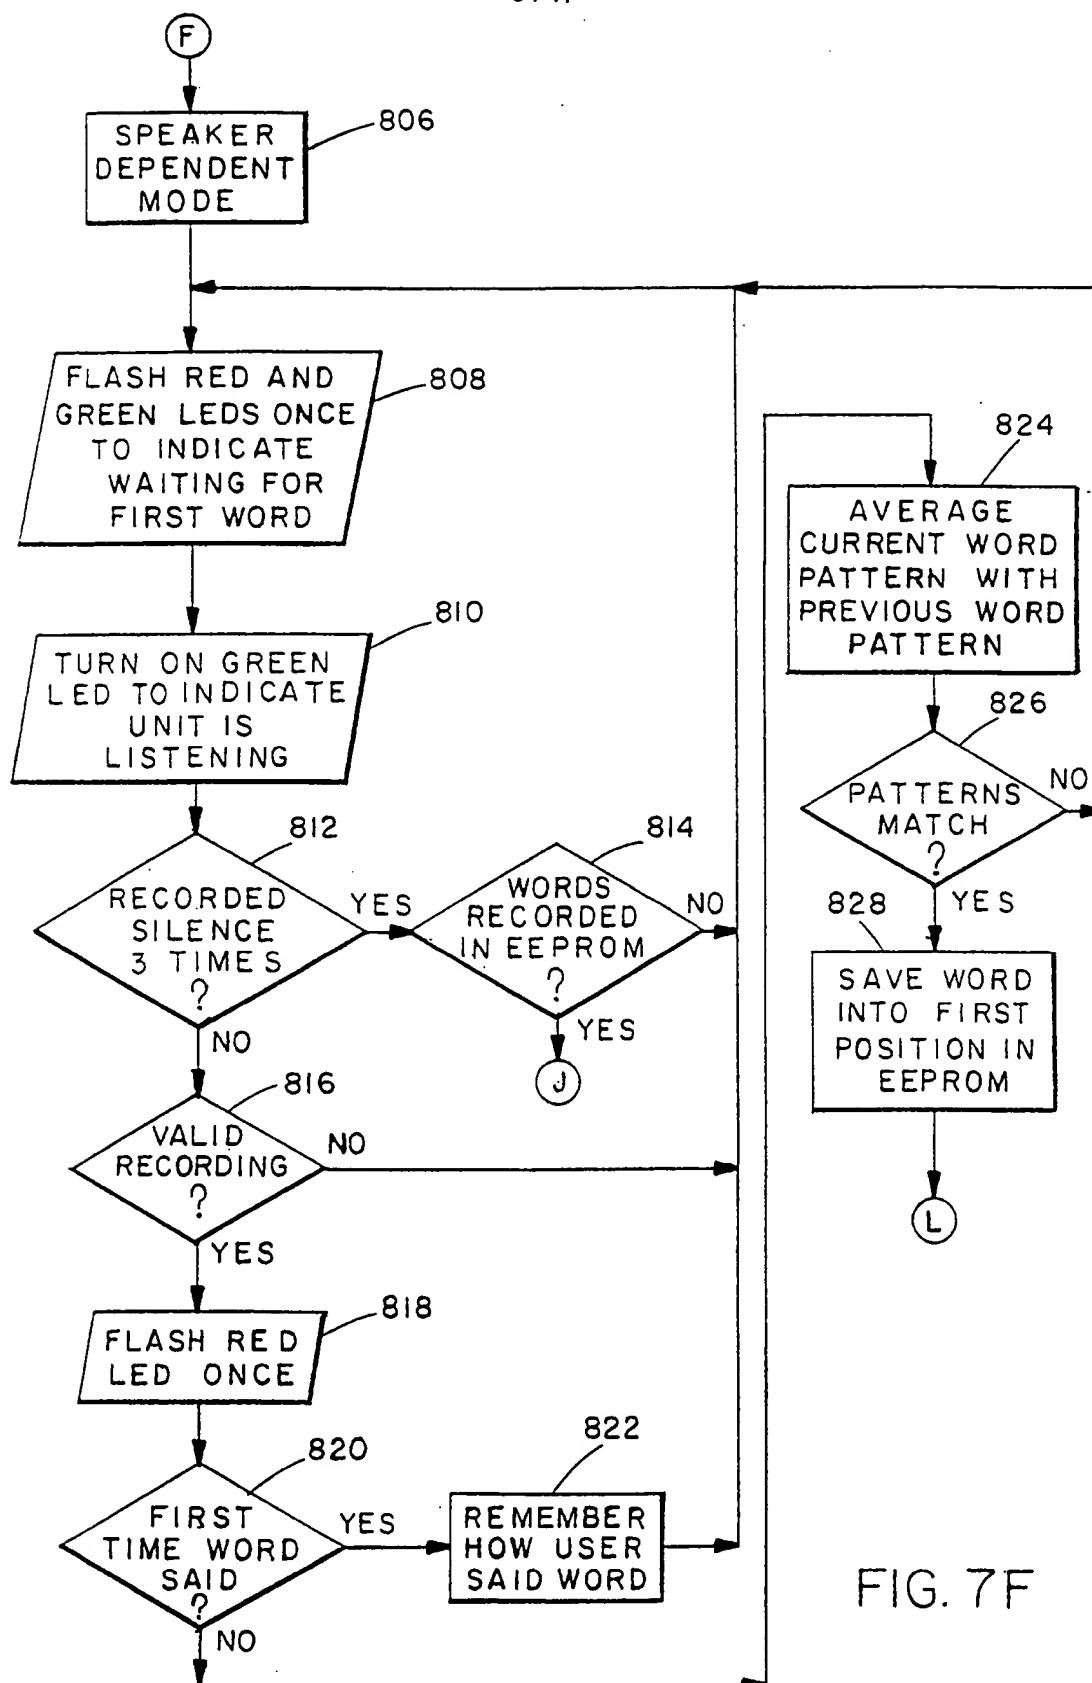 F
SPEAKER
DEPENDENT
MODE
806
FLASH RED AND
GREEN LEDS ONCE
TO INDICATE
WAITING FOR
FIRST WORD
808
TURN ON GREEN
LED TO INDICATE
UNIT IS
LISTENING
810
RECORDED
SILENCE
3 TIMES
?
812
YES
NO
WORDS
RECORDED
IN EEPROM
?
814
NO
YES
J
VALID
RECORDING
?
816
NO
YES
FLASH RED
LED ONCE
818
FIRST
TIME WORD
SAID
?
820
YES
NO
REMEMBER
HOW USER
SAID WORD
822
AVERAGE
CURRENT WORD
PATTERN WITH
PREVIOUS WORD
PATTERN
824
PATTERNS
MATCH
?
826
NO
YES
828
SAVE WORD
INTO FIRST
POSITION IN
EEPROM
L
FIG. 7F